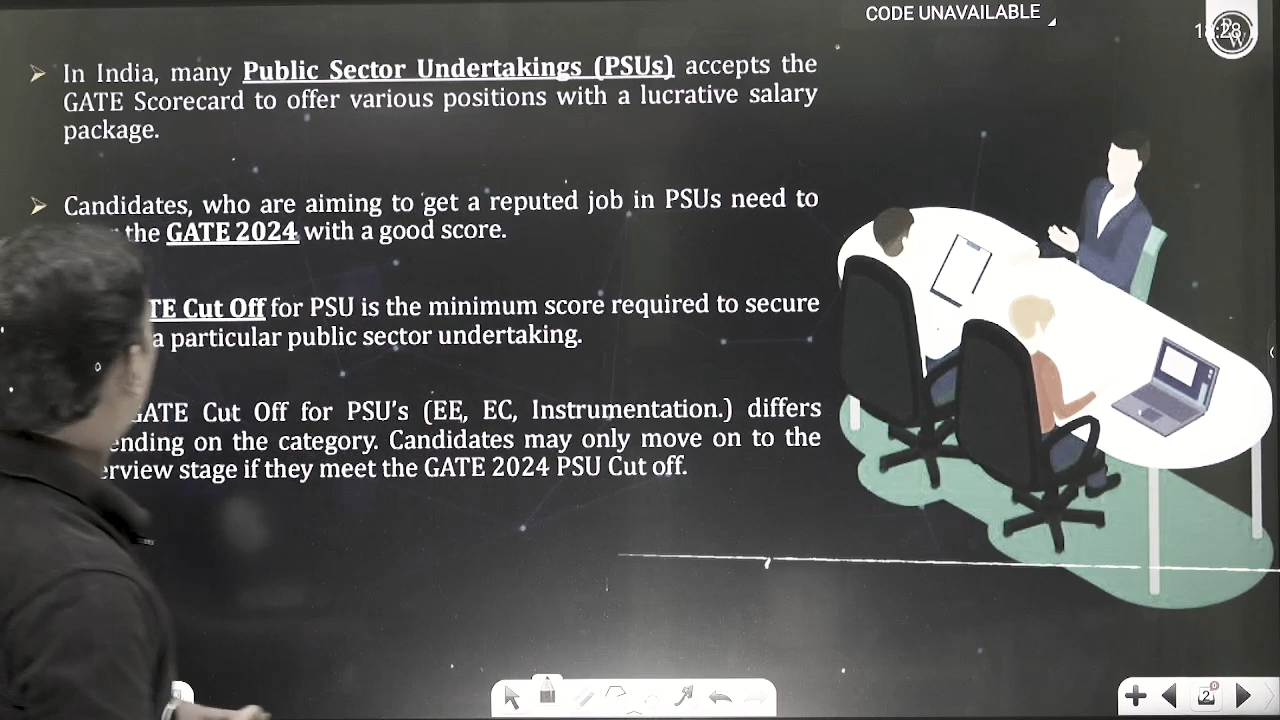 CODE UNAVAILABLE
18:28
PW
In India, many Public Sector Undertakings (PSUs) accepts the
GATE Scorecard to offer various positions with a lucrative salary
package.
Candidates, who are aiming to get a reputed job in PSUs need to
the GATE 2024 with a good score.
TE Cut Off for PSU is the minimum score required to secure
a particular public sector undertaking.
GATE Cut Off for PSU's (EE, EC, Instrumentation.) differs
ending on the category. Candidates may only move on to the
erview stage if they meet the GATE 2024 PSU Cut off.
2